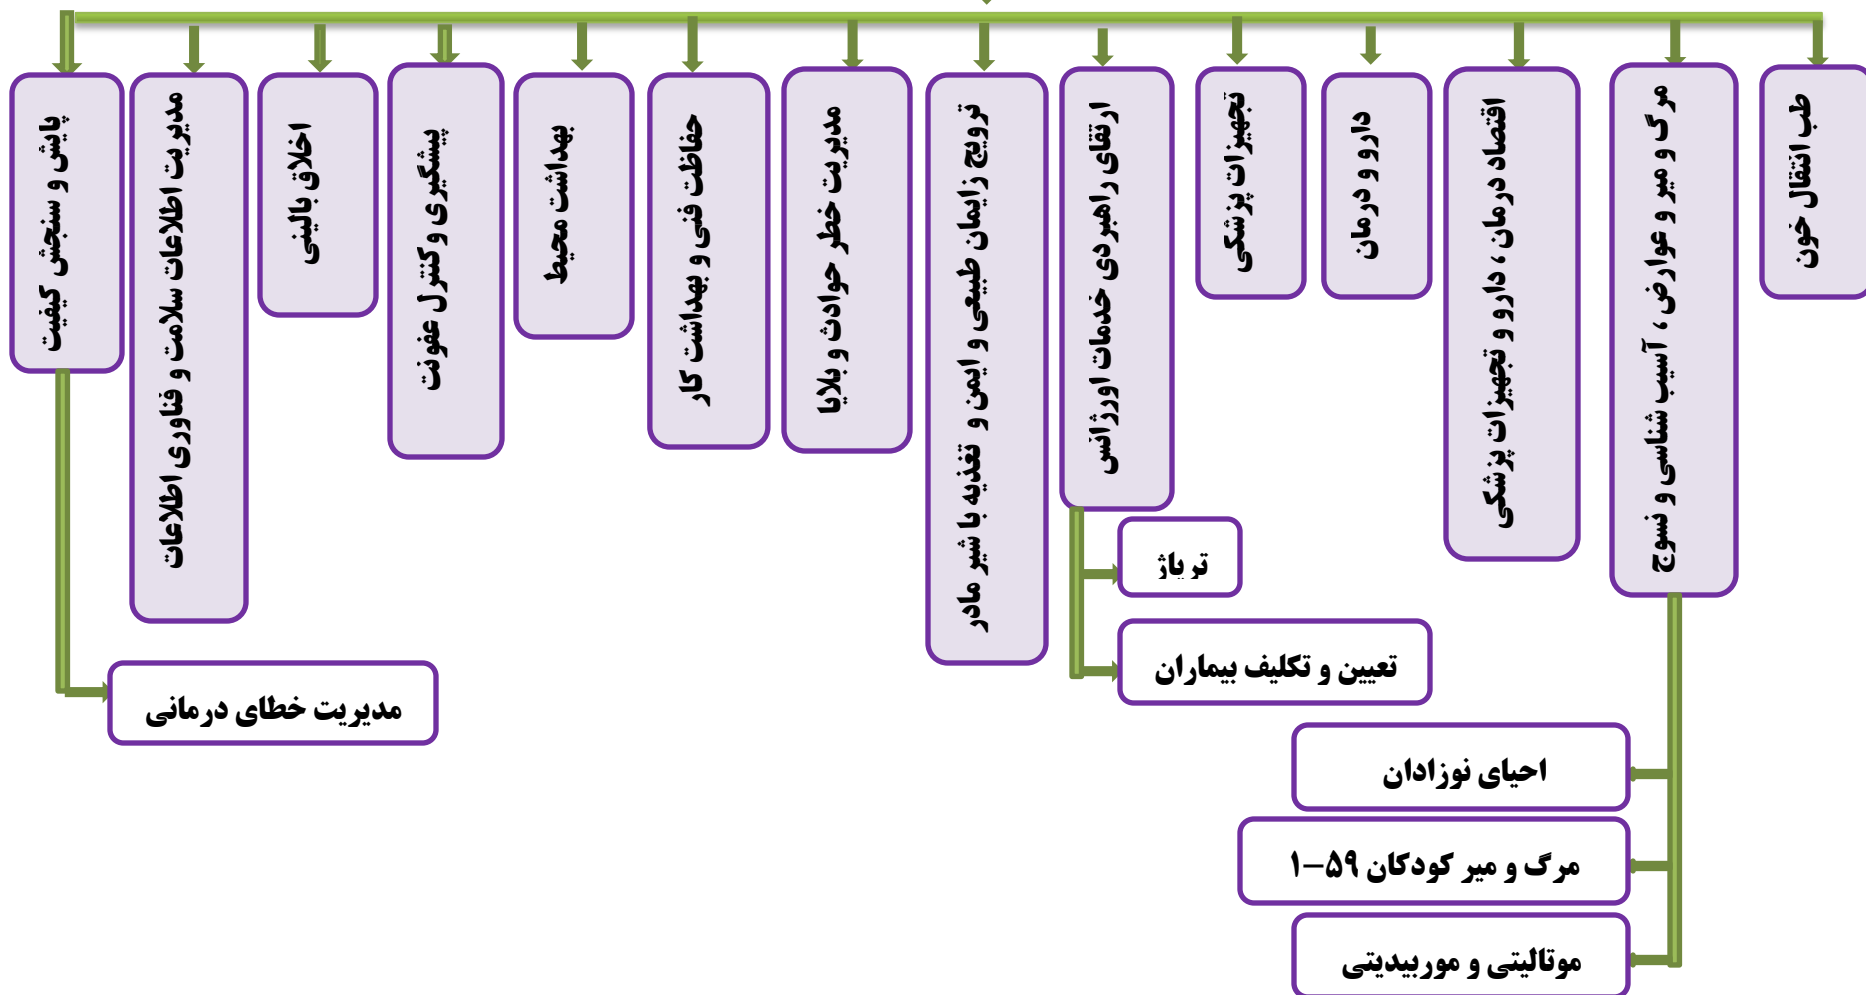 طب انتقال خون
مرگ و میر و عوارض ، آسیب شناسی و نسوج
اقتصاد درمان ، دارو و تجهیزات پزشکی
دارو و درمان
تجهیزات پزشکی
ارتقای راهبردی خدمات اورژانس
ترویج زایمان طبیعی و ایمن و تغذیه با شیر مادر
مدیریت خطر حوادث و بلایا
حفاظت فنی و بهداشت کار
بهداشت محیط
پیشگیری و کنترل عفونت
اخلاق بالینی
مدیریت اطلاعات سلامت و فناوری اطلاعات
پایش و سنجش کیفیت
تریاژ
تعیین و تکلیف بیماران
مدیریت خطای درمانی
احیای نوزادان
مرگ و میر کودکان ۵۹-۱
موتالیتی و موربیدیتی